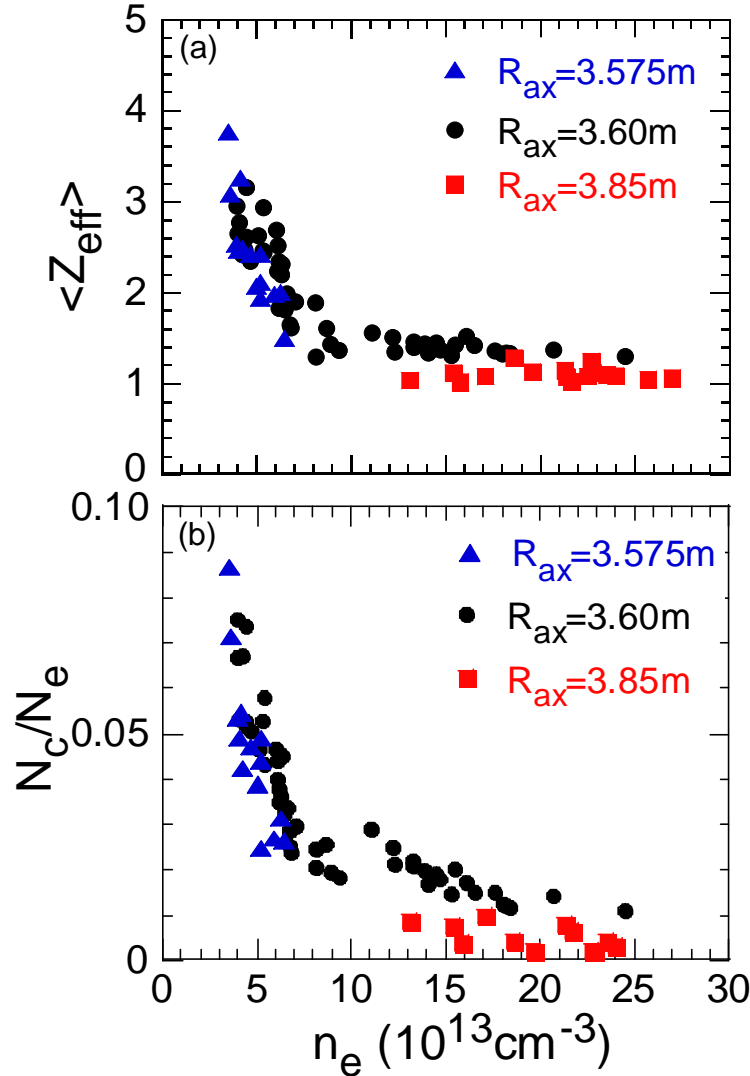 (a)
R_ax=3.575m
R_ax=3.60m
R_ax=3.85m
<Z_eff>
5
4
3
2
1
0
(b)
R_ax=3.575m
R_ax=3.60m
R_ax=3.85m
N_c/N_e
0.10
0.05
0
0 5 10 15 20 25 30
n_e (10^13cm^-3)